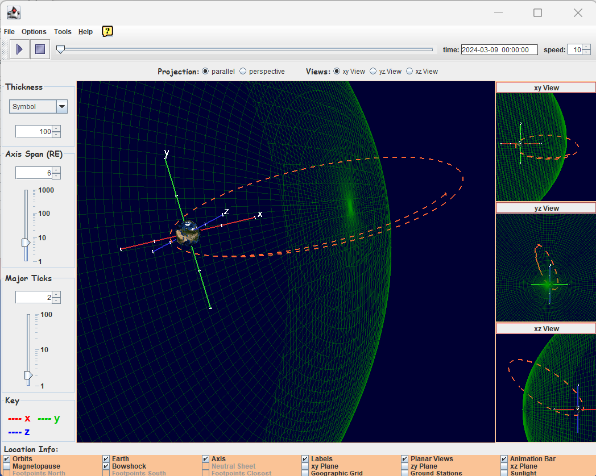 File Options Tools Help ?
time: 2024-03-09 00:00:00 speed: 10
Projection: parallel perspective Views: xy View yz View xz View
Thickness
Symbol
100
Axis Span (RE)
6
1000
100
10
1
Major Ticks
2
100
10
1
Key
x y
z
y
z
x
xy View
yz View
xz View
Location Info:
Orbits Earth Axis Labels Planar Views Animation Bar
Magnetopause Bowshock Neutral Sheet xy Plane zy Plane xz Plane
Footpoints North Footpoints South Footpoints Closest Geographic Grid Ground Stations Sunlight